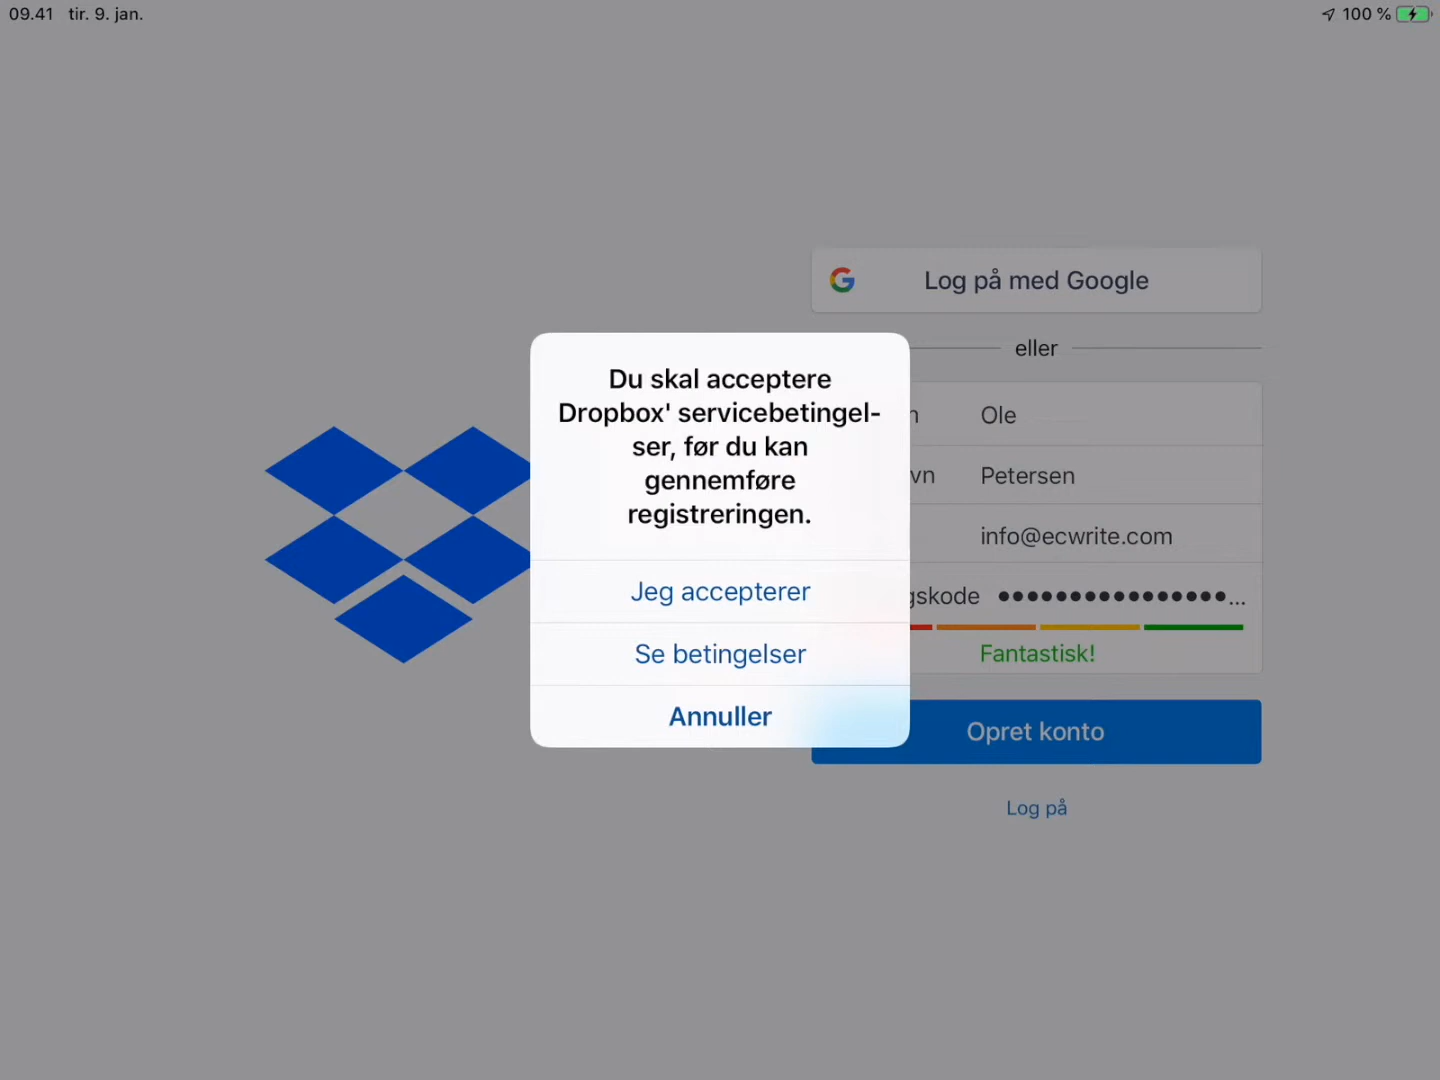 09.41 tir. 9. jan.
100 %
Log på med Google
eller
Du skal acceptere
Dropbox' servicebetingel-
ser, før du kan
gennemføre
registreringen.
Jeg accepterer
Se betingelser
Annuller
n Ole
vn Petersen
info@ecwrite.com
gskode ••••••••••••••••...
Fantastisk!
Opret konto
Log på